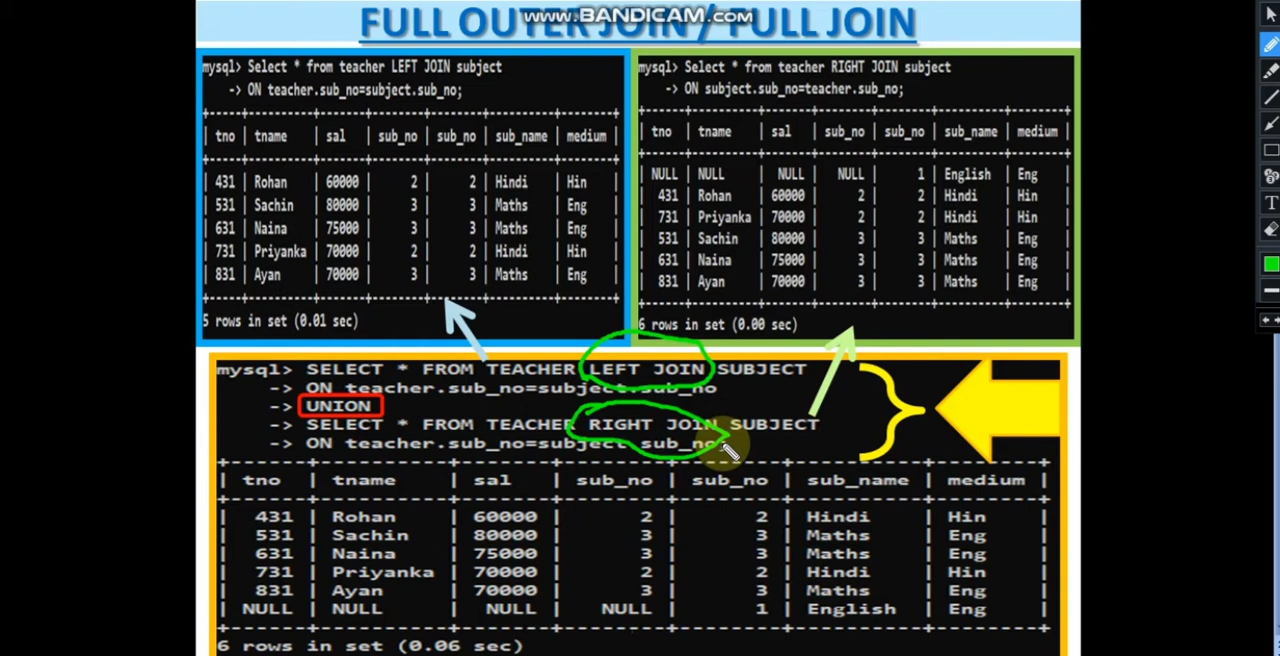 FULL OUTER JOIN / FULL JOIN
www.BANDICAM.com
mysql> Select * from teacher LEFT JOIN subject
-> ON teacher.sub_no=subject.sub_no;
+-----+----------+-------+--------+--------+----------+--------+
| tno | tname | sal | sub_no | sub_no | sub_name | medium |
+-----+----------+-------+--------+--------+----------+--------+
| 431 | Rohan | 60000 | 2 | 2 | Hindi | Hin |
| 531 | Sachin | 80000 | 3 | 3 | Maths | Eng |
| 631 | Naina | 75000 | 3 | 3 | Maths | Eng |
| 731 | Priyanka | 70000 | 2 | 2 | Hindi | Hin |
| 831 | Ayan | 70000 | 3 | 3 | Maths | Eng |
+-----+----------+-------+--------+--------+----------+--------+
5 rows in set (0.01 sec)
mysql> Select * from teacher RIGHT JOIN subject
-> ON subject.sub_no=teacher.sub_no;
+------+----------+-------+--------+--------+----------+--------+
| tno | tname | sal | sub_no | sub_no | sub_name | medium |
+------+----------+-------+--------+--------+----------+--------+
| NULL | NULL | NULL | NULL | 1 | English | Eng |
| 431 | Rohan | 60000 | 2 | 2 | Hindi | Hin |
| 731 | Priyanka | 70000 | 2 | 2 | Hindi | Hin |
| 531 | Sachin | 80000 | 3 | 3 | Maths | Eng |
| 631 | Naina | 75000 | 3 | 3 | Maths | Eng |
| 831 | Ayan | 70000 | 3 | 3 | Maths | Eng |
+------+----------+-------+--------+--------+----------+--------+
6 rows in set (0.00 sec)
mysql> SELECT * FROM TEACHER LEFT JOIN SUBJECT
-> ON teacher.sub_no=subject.sub_no
-> UNION
-> SELECT * FROM TEACHER RIGHT JOIN SUBJECT
-> ON teacher.sub_no=subject.sub_no;
+------+----------+-------+--------+--------+----------+--------+
| tno | tname | sal | sub_no | sub_no | sub_name | medium |
+------+----------+-------+--------+--------+----------+--------+
| 431 | Rohan | 60000 | 2 | 2 | Hindi | Hin |
| 531 | Sachin | 80000 | 3 | 3 | Maths | Eng |
| 631 | Naina | 75000 | 3 | 3 | Maths | Eng |
| 731 | Priyanka | 70000 | 2 | 2 | Hindi | Hin |
| 831 | Ayan | 70000 | 3 | 3 | Maths | Eng |
| NULL | NULL | NULL | NULL | 1 | English | Eng |
+------+----------+-------+--------+--------+----------+--------+
6 rows in set (0.06 sec)